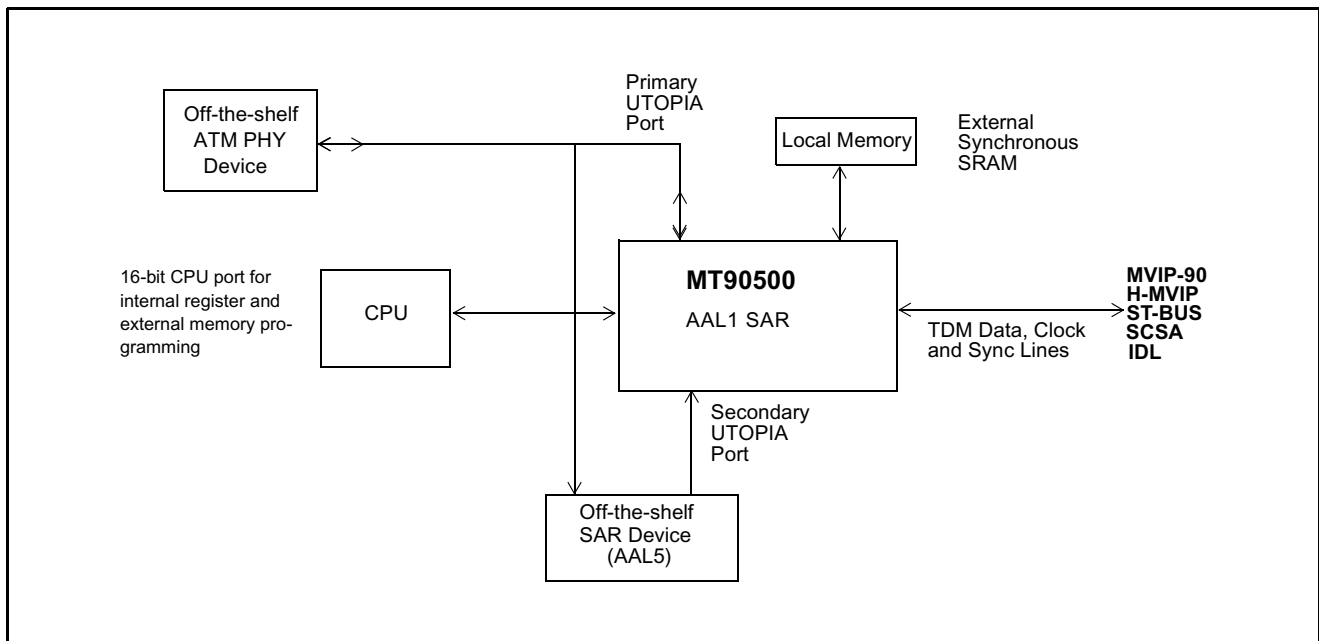 Off-the-shelf
ATM PHY
Device
Primary
UTOPIA
Port
Local Memory
External
Synchronous
SRAM
16-bit CPU port for
internal register and
external memory pro-
gramming
CPU
MT90500
AAL1 SAR
TDM Data, Clock
and Sync Lines
MVIP-90
H-MVIP
ST-BUS
SCSA
IDL
Secondary
UTOPIA
Port
Off-the-shelf
SAR Device
(AAL5)